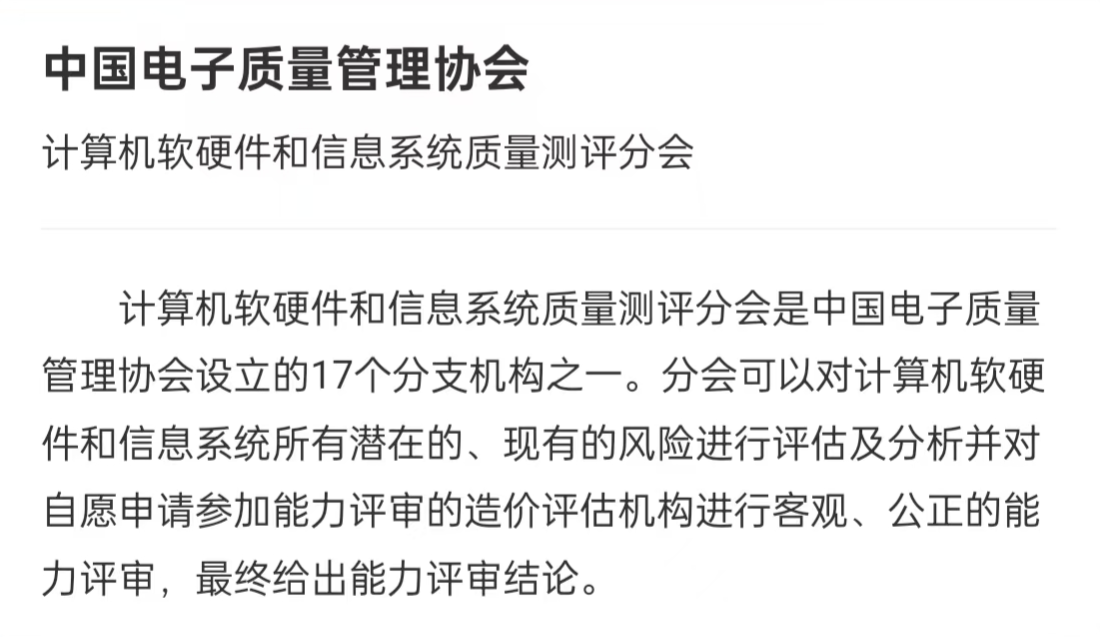 中国电子质量管理协会
计算机软硬件和信息系统质量测评分会
计算机软硬件和信息系统质量测评分会是中国电子质量
管理协会设立的17个分支机构之一。分会可以对计算机软硬
件和信息系统所有潜在的、现有的风险进行评估及分析并对
自愿申请参加能力评审的造价评估机构进行客观、公正的能
力评审，最终给出能力评审结论。